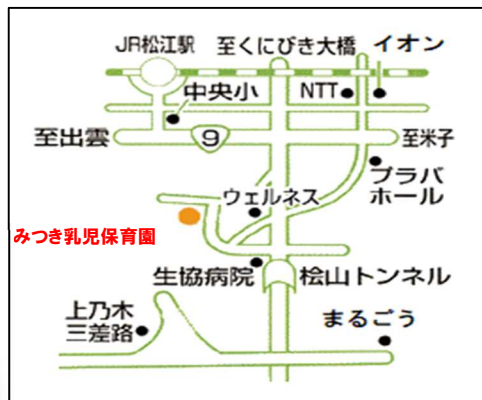 JR松江駅
至くにびき大橋
イオン
中央小
NTT
至出雲
9
至米子
プラバ
ホール
ウェルネス
みつき乳児保育園
生協病院
桧山トンネル
上乃木
三差路
まるごう